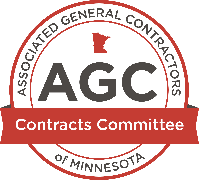 ASSOCIATED GENERAL CONTRACTORS
AGC
Contracts Committee
of MINNESOTA